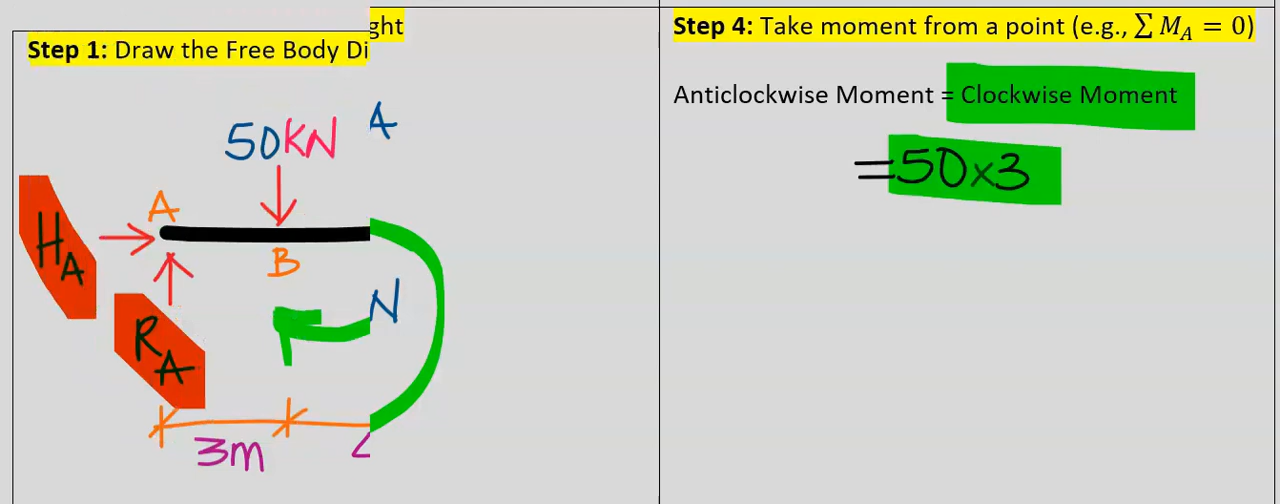 ght
Step 1: Draw the Free Body Di
50KN
A
A
HA
B
N
RA
3m
Step 4: Take moment from a point (e.g., ∑ M_A = 0)
Anticlockwise Moment = Clockwise Moment
=50×3